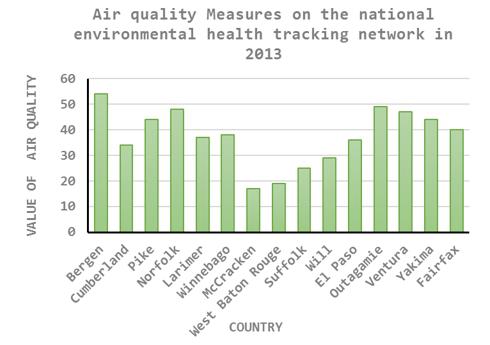 Air quality Measures on the national
environmental health tracking network in
2013
VALUE OF  AIR QUALITY
60
50
40
30
20
10
0
Bergen
Cumberland
Pike
Norfolk
Larimer
Winnebago
McCracken
West Baton Rouge
Suffolk
Will
El Paso
Outagamie
Ventura
Yakima
Fairfax
COUNTRY